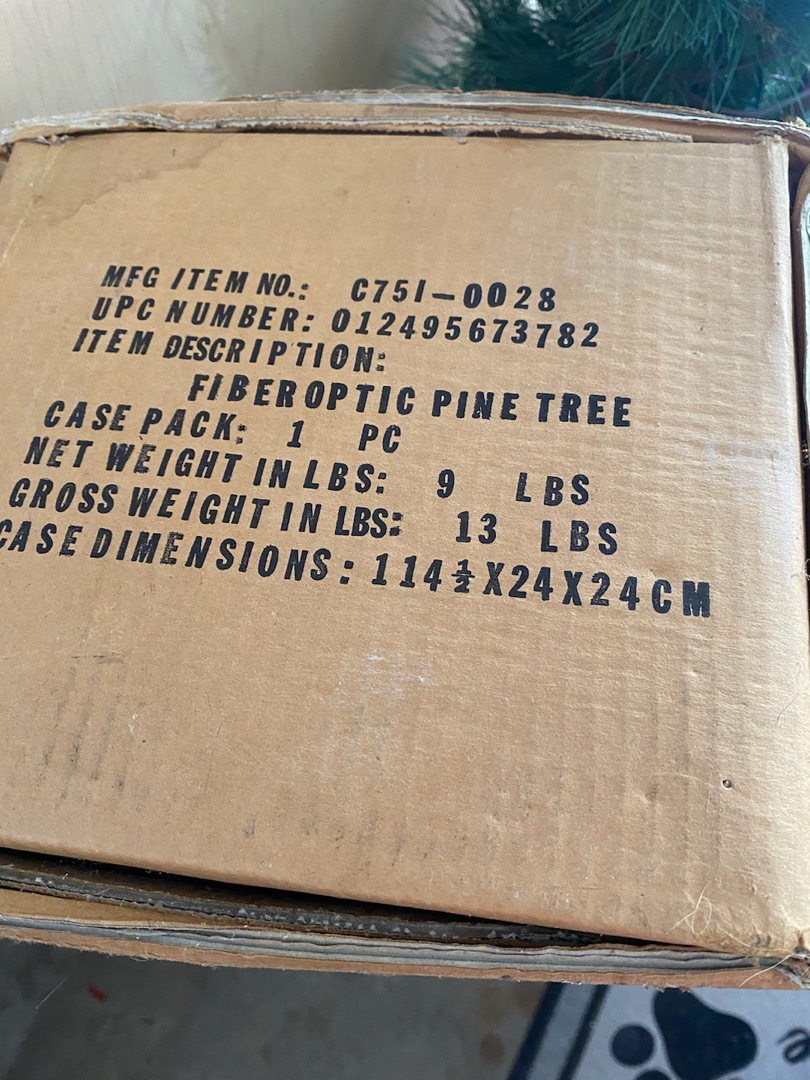 MFG ITEM NO.: C751-0028
UPC NUMBER: 012495673782
ITEM DESCRIPTION:
FIBEROPTIC PINE TREE
CASE PACK: 1 PC
NET WEIGHT IN LBS: 9 LBS
GROSS WEIGHT IN LBS: 13 LBS
CASE DIMENSIONS: 114½X24X24CM